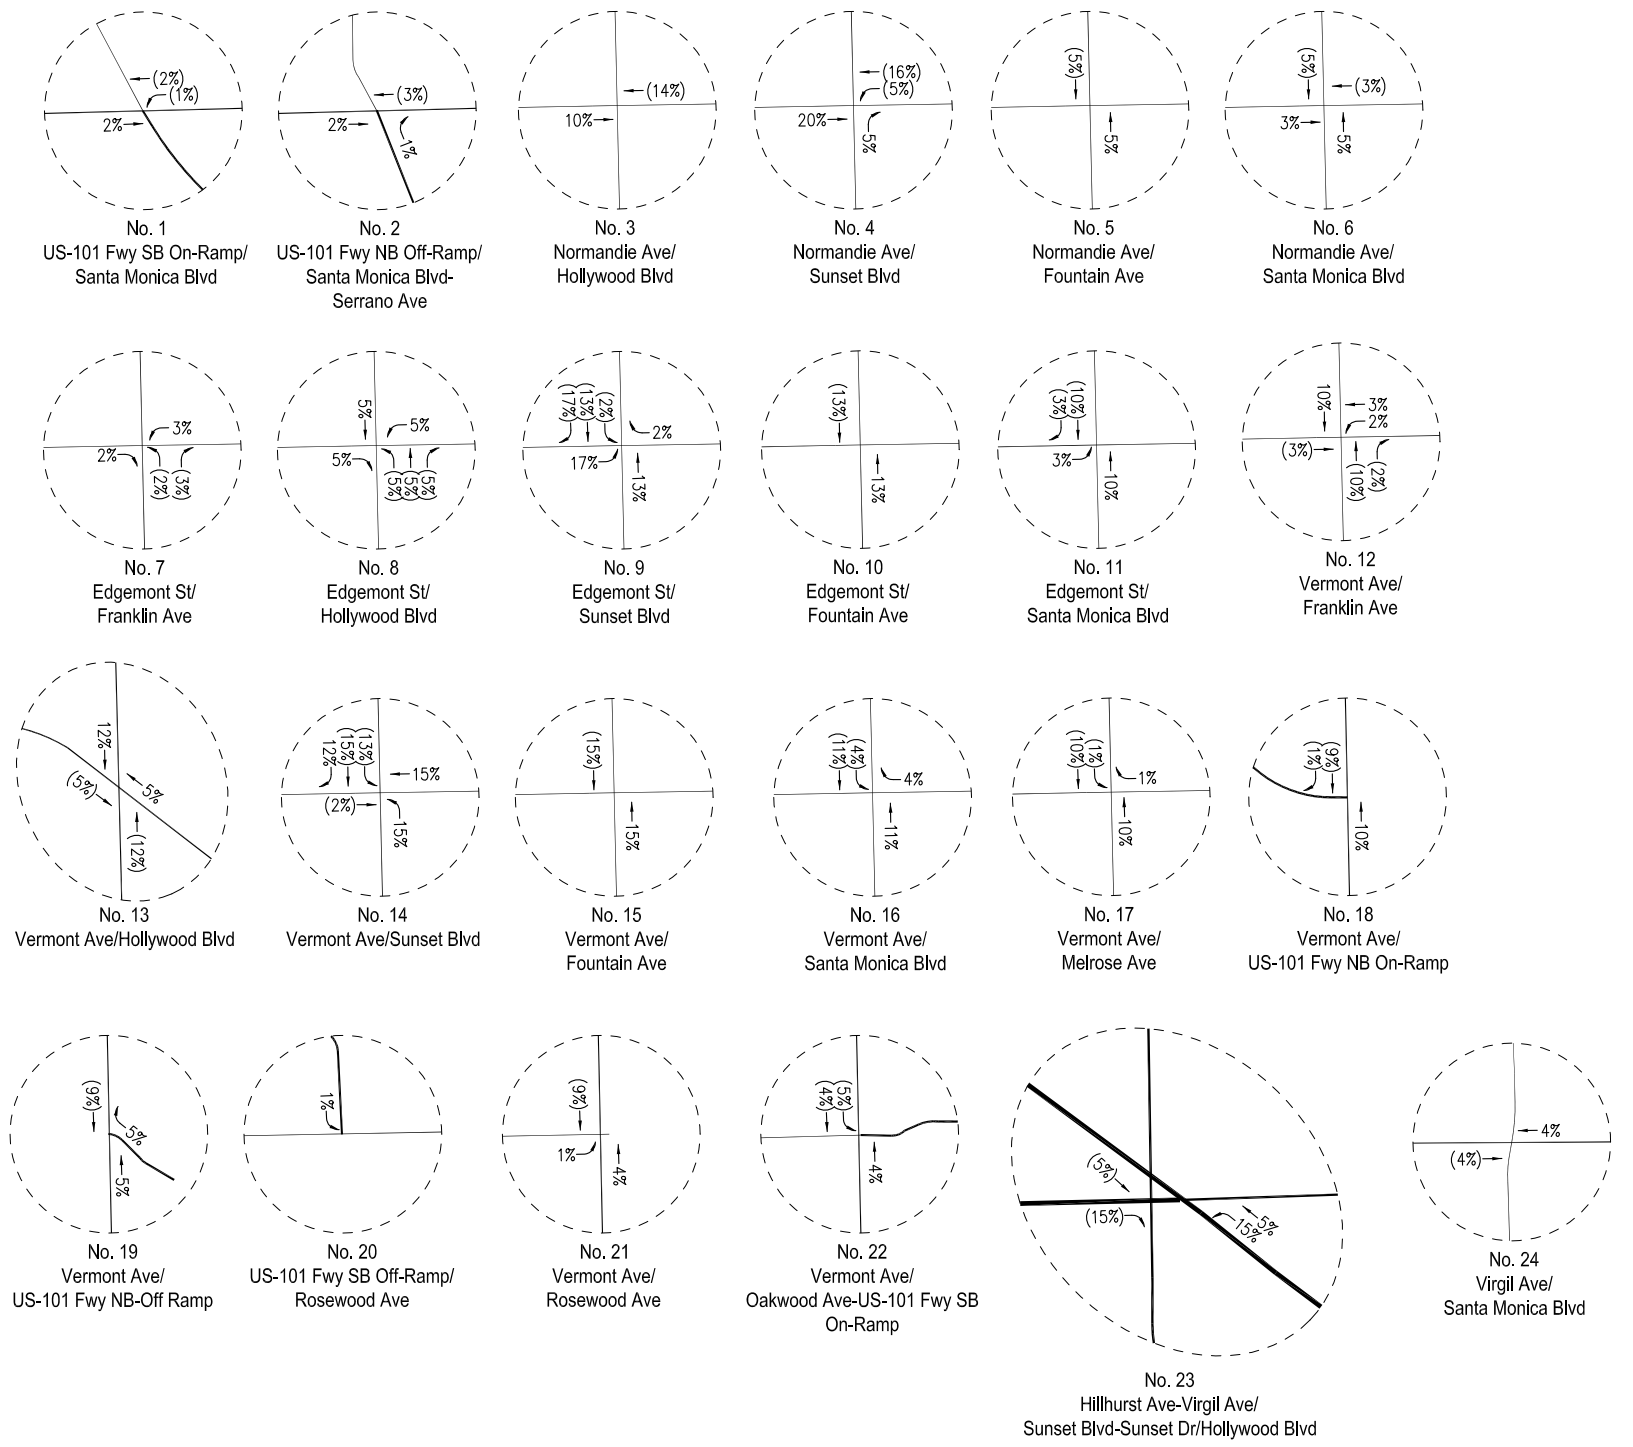 (2%)
(1%)
2%
No. 1
US-101 Fwy SB On-Ramp/
Santa Monica Blvd
(3%)
2%
1%
No. 2
US-101 Fwy NB Off-Ramp/
Santa Monica Blvd-
Serrano Ave
(14%)
10%
No. 3
Normandie Ave/
Hollywood Blvd
(16%)
(5%)
20%
5%
No. 4
Normandie Ave/
Sunset Blvd
(5%)
5%
No. 5
Normandie Ave/
Fountain Ave
(5%)
(3%)
3%
5%
No. 6
Normandie Ave/
Santa Monica Blvd
3%
2%
(2%)
(3%)
No. 7
Edgemont St/
Franklin Ave
5%
5%
5%
(5%)
(5%)
(5%)
No. 8
Edgemont St/
Hollywood Blvd
(17%)
(13%)
(2%)
2%
17%
13%
No. 9
Edgemont St/
Sunset Blvd
(13%)
13%
No. 10
Edgemont St/
Fountain Ave
(3%)
(10%)
3%
10%
No. 11
Edgemont St/
Santa Monica Blvd
10%
3%
2%
(3%)
(10%)
(2%)
No. 12
Vermont Ave/
Franklin Ave
12%
5%
(5%)
(12%)
No. 13
Vermont Ave/Hollywood Blvd
12%
(15%)
(13%)
15%
(2%)
15%
No. 14
Vermont Ave/Sunset Blvd
(15%)
15%
No. 15
Vermont Ave/
Fountain Ave
(11%)
(4%)
4%
11%
No. 16
Vermont Ave/
Santa Monica Blvd
(10%)
(1%)
1%
10%
No. 17
Vermont Ave/
Melrose Ave
(1%)
(9%)
10%
No. 18
Vermont Ave/
US-101 Fwy NB On-Ramp
(9%)
5%
5%
No. 19
Vermont Ave/
US-101 Fwy NB-Off Ramp
1%
No. 20
US-101 Fwy SB Off-Ramp/
Rosewood Ave
(9%)
1%
4%
No. 21
Vermont Ave/
Rosewood Ave
(4%)
(5%)
4%
No. 22
Vermont Ave/
Oakwood Ave-US-101 Fwy SB
On-Ramp
(5%)
(15%)
5%
15%
No. 23
Hillhurst Ave-Virgil Ave/
Sunset Blvd-Sunset Dr/Hollywood Blvd
4%
(4%)
No. 24
Virgil Ave/
Santa Monica Blvd